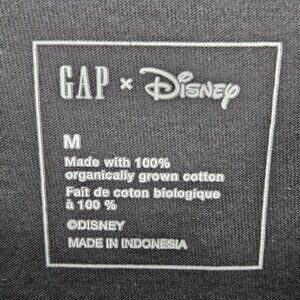 GAP × Disney
M
Made with 100%
organically grown cotton
Fait de coton biologique
à 100 %
©DISNEY
MADE IN INDONESIA